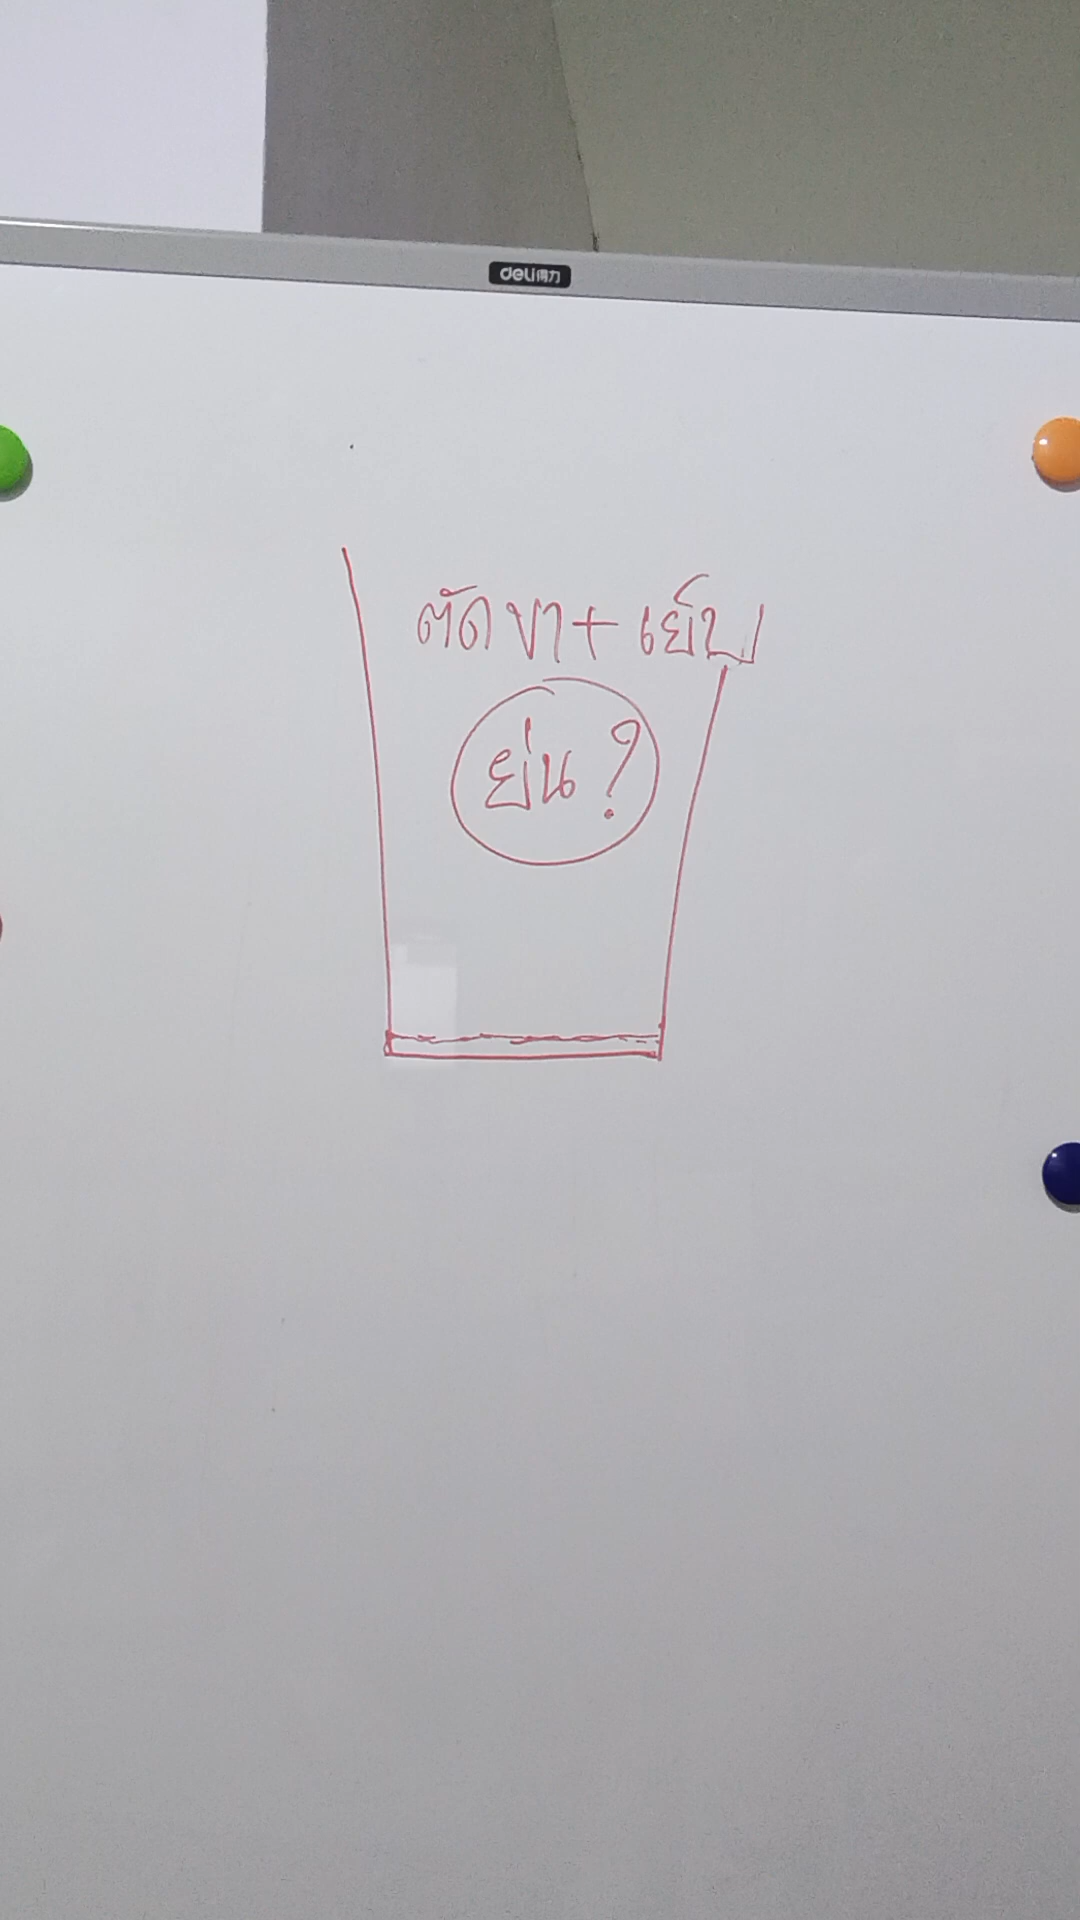 deli得力
ตัดขา + เย็บ
ย่น ?